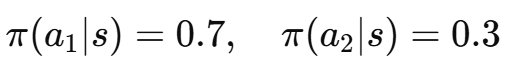 π(a₁|s) = 0.7, π(a₂|s) = 0.3